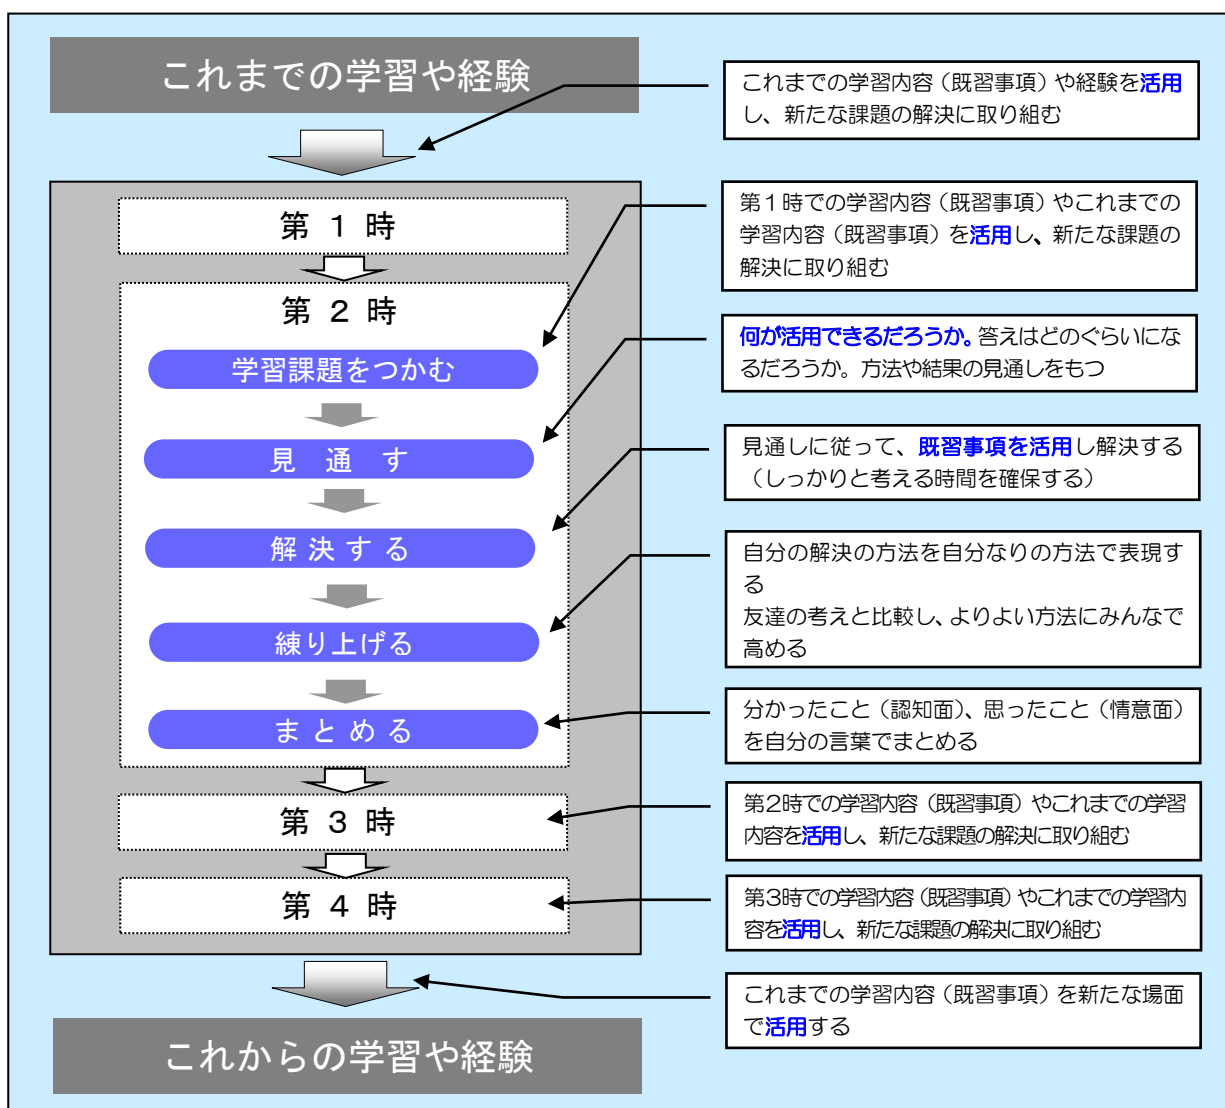 これまでの学習や経験
これまでの学習内容（既習事項）や経験を活用
し、新たな課題の解決に取り組む
第１時
第１時での学習内容（既習事項）やこれまでの
学習内容（既習事項）を活用し、新たな課題の
解決に取り組む
第２時
学習課題をつかむ
何が活用できるだろうか。答えはどのぐらいにな
るだろうか。方法や結果の見通しをもつ
見通す
見通しに従って、既習事項を活用し解決する
（しっかりと考える時間を確保する）
解決する
自分の解決の方法を自分なりの方法で表現す
る
友達の考えと比較し、よりよい方法にみんなで
高める
練り上げる
分かったこと（認知面）、思ったこと（情意面）
を自分の言葉でまとめる
まとめる
第２時での学習内容（既習事項）やこれまでの学習
内容を活用し、新たな課題の解決に取り組む
第３時
第３時での学習内容（既習事項）やこれまでの学習内
容を活用し、新たな課題の解決に取り組む
第４時
これまでの学習内容（既習事項）を新たな場面
で活用する
これからの学習や経験